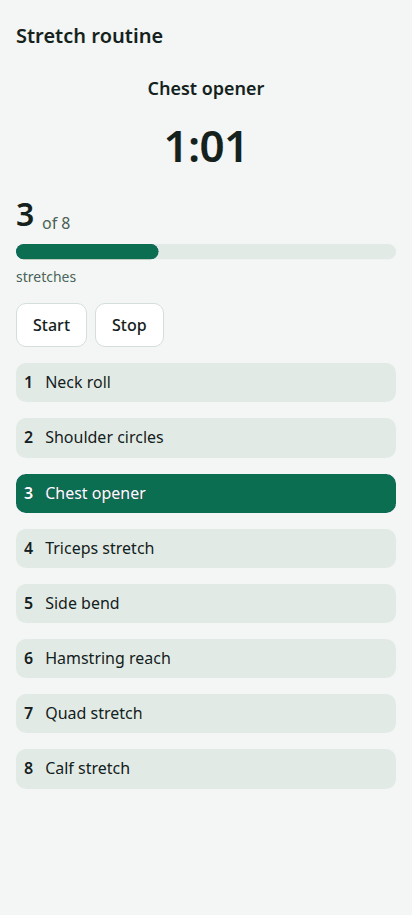 Stretch routine
Chest opener
1:01
3 of 8
stretches
Start Stop
1 Neck roll
2 Shoulder circles
3 Chest opener
4 Triceps stretch
5 Side bend
6 Hamstring reach
7 Quad stretch
8 Calf stretch